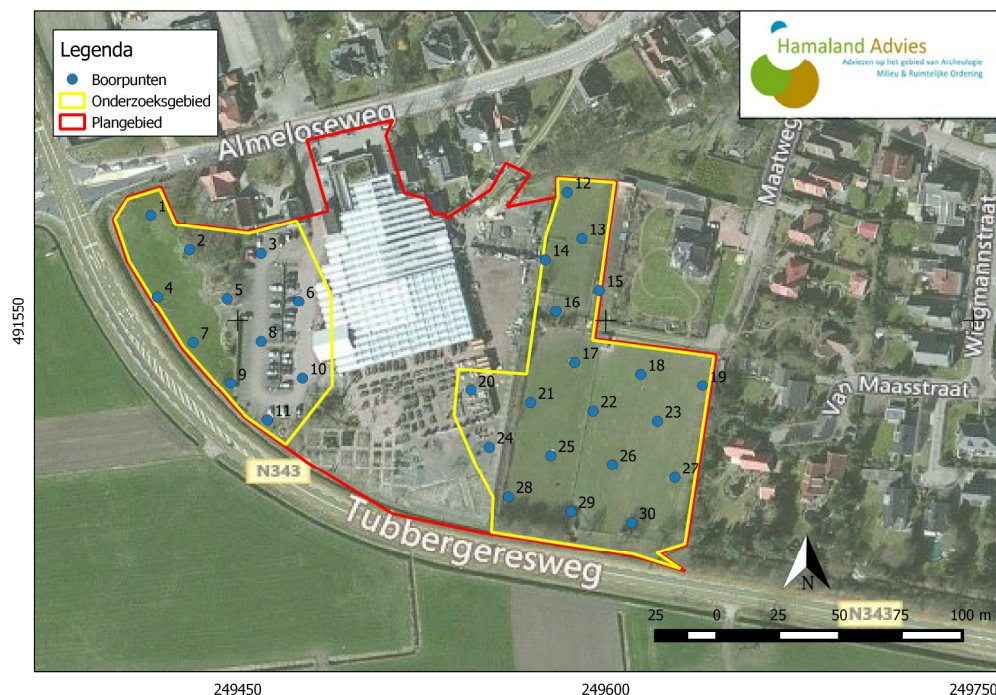 Legenda
Boorpunten
Onderzoeksgebied
Plangebied
Hamaland Advies
Adviezen op het gebied van Archeologie
Milieu & Ruimtelijke Ordening
Almeloseweg
Maatweg
Wiegmannstraat
Van Maasstraat
Tubbergeresweg
N343
N343
1
2
3
4
5
6
7
8
9
10
11
12
13
14
15
16
17
18
19
20
21
22
23
24
25
26
27
28
29
30
N
25 0 25 50 75 100 m
491550
249450 249600 249750